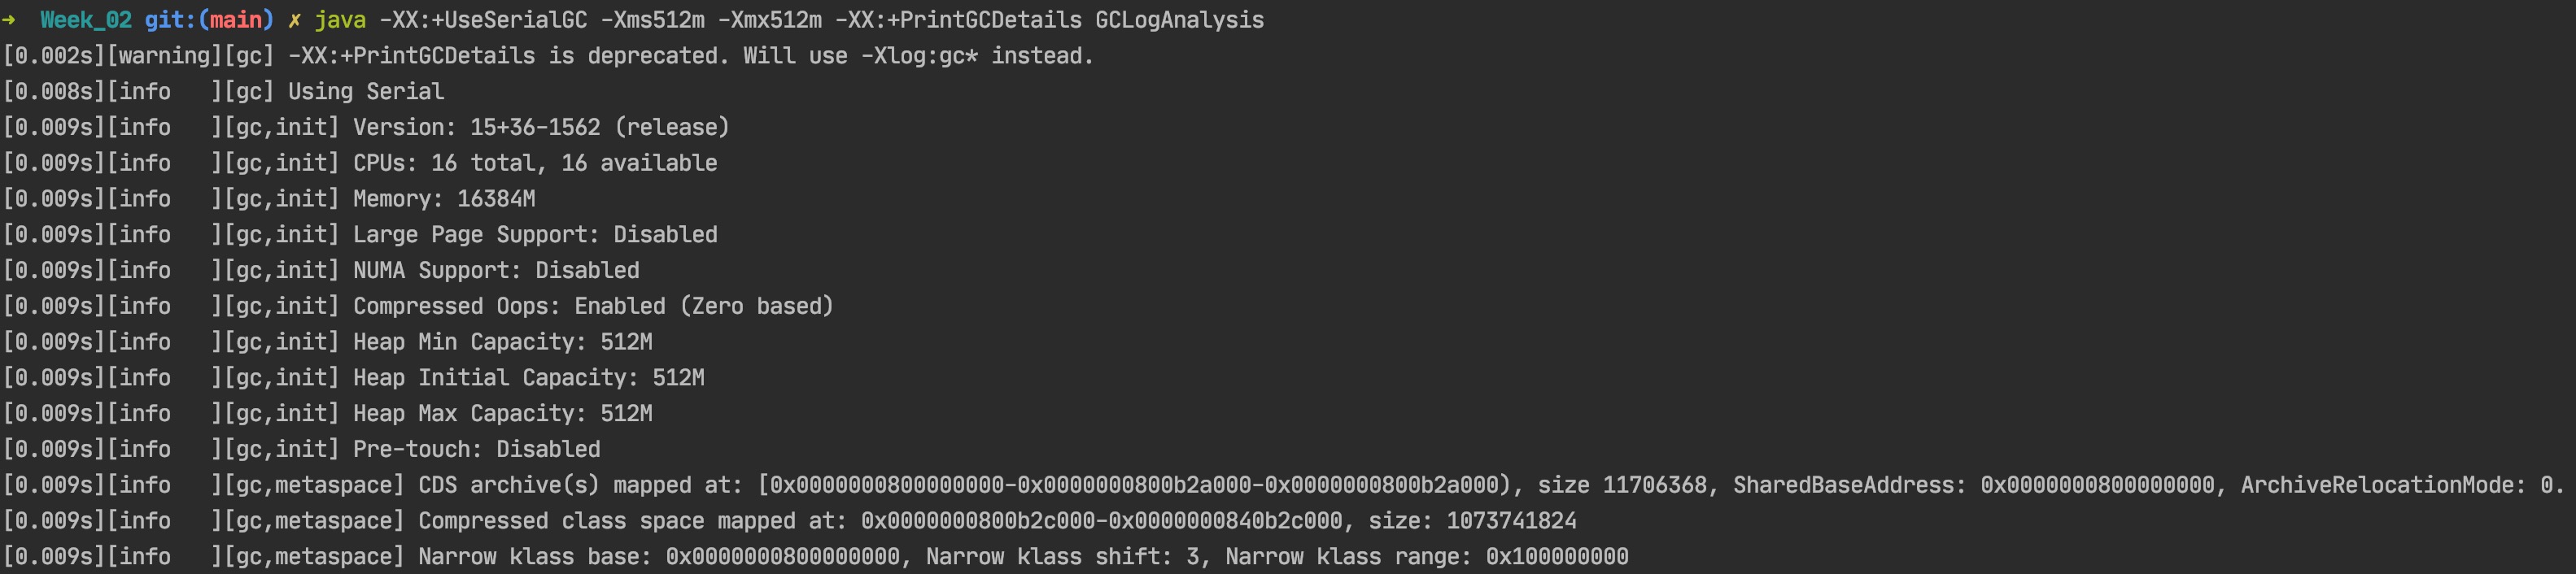 ➜  Week_02 git:(main) ✗ java -XX:+UseSerialGC -Xms512m -Xmx512m -XX:+PrintGCDetails GCLogAnalysis
[0.002s][warning][gc] -XX:+PrintGCDetails is deprecated. Will use -Xlog:gc* instead.
[0.008s][info   ][gc] Using Serial
[0.009s][info   ][gc,init] Version: 15+36-1562 (release)
[0.009s][info   ][gc,init] CPUs: 16 total, 16 available
[0.009s][info   ][gc,init] Memory: 16384M
[0.009s][info   ][gc,init] Large Page Support: Disabled
[0.009s][info   ][gc,init] NUMA Support: Disabled
[0.009s][info   ][gc,init] Compressed Oops: Enabled (Zero based)
[0.009s][info   ][gc,init] Heap Min Capacity: 512M
[0.009s][info   ][gc,init] Heap Initial Capacity: 512M
[0.009s][info   ][gc,init] Heap Max Capacity: 512M
[0.009s][info   ][gc,init] Pre-touch: Disabled
[0.009s][info   ][gc,metaspace] CDS archive(s) mapped at: [0x0000000800000000-0x0000000800b2a000-0x0000000800b2a000), size 11706368, SharedBaseAddress: 0x0000000800000000, ArchiveRelocationMode: 0.
[0.009s][info   ][gc,metaspace] Compressed class space mapped at: 0x0000000800b2c000-0x0000000840b2c000, size: 1073741824
[0.009s][info   ][gc,metaspace] Narrow klass base: 0x0000000800000000, Narrow klass shift: 3, Narrow klass range: 0x100000000